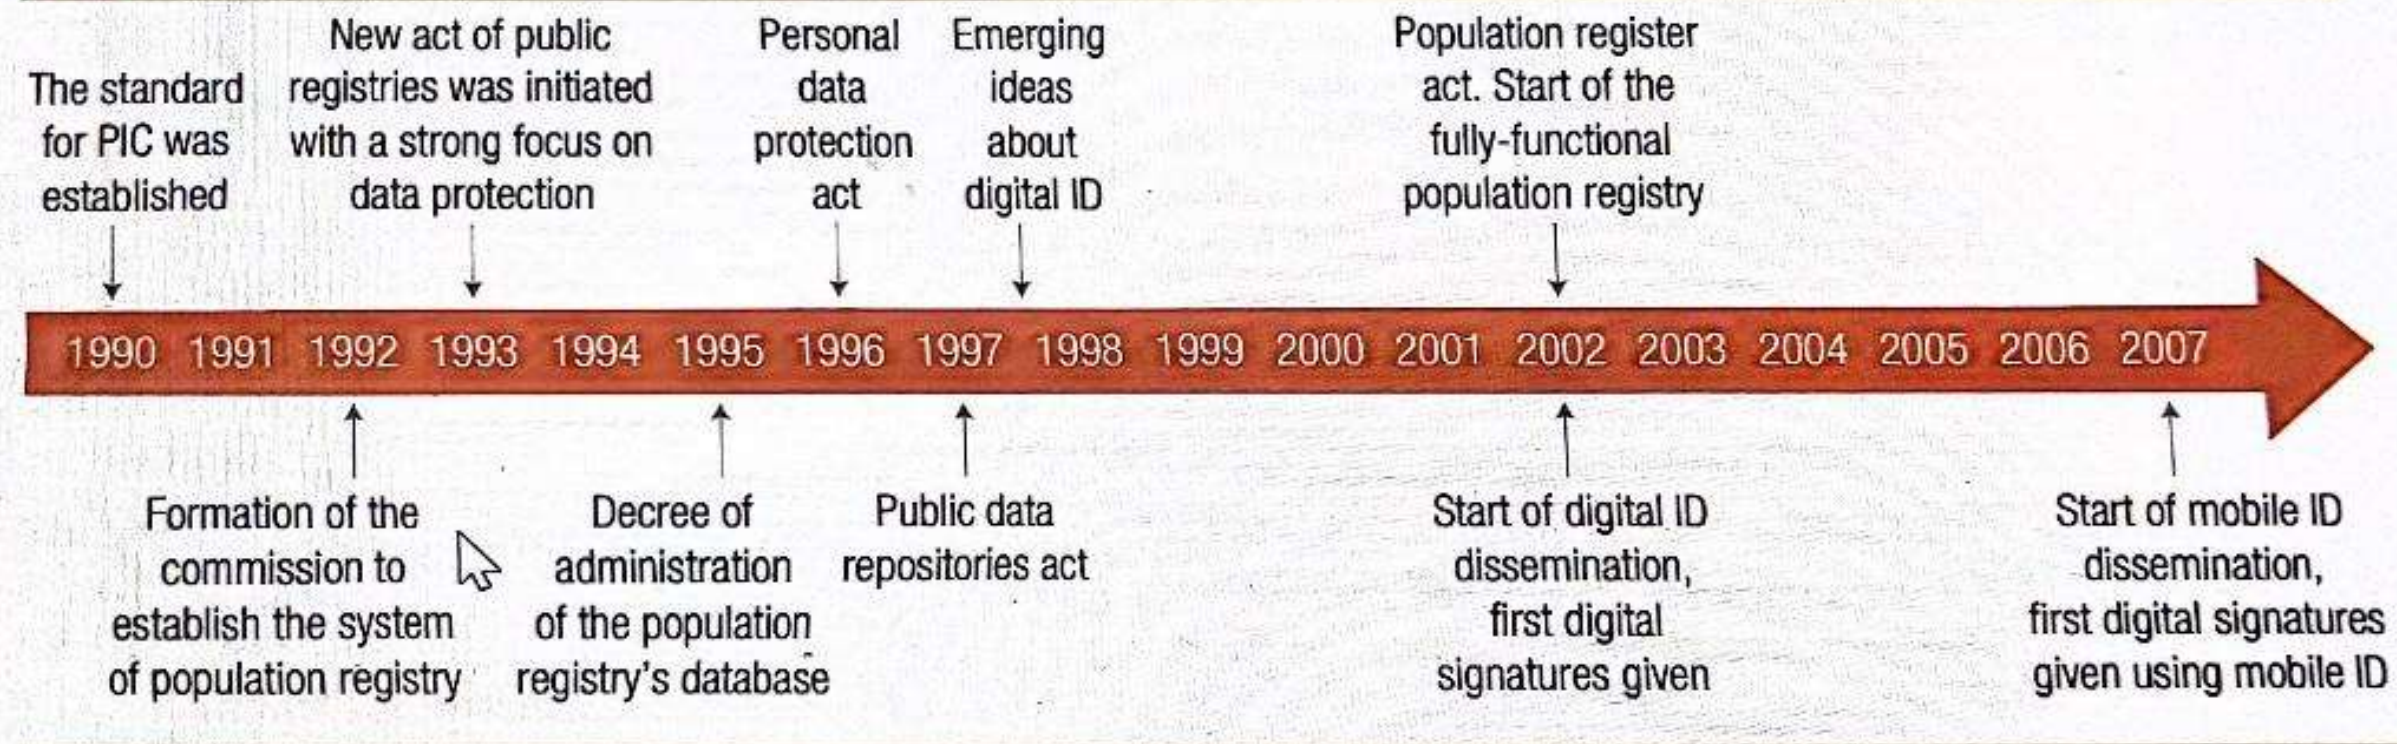 The standard
for PIC was
established
New act of public
registries was initiated
with a strong focus on
data protection
Personal
data
protection
act
Emerging
ideas
about
digital ID
Population register
act. Start of the
fully-functional
population registry
1990 1991 1992 1993 1994 1995 1996 1997 1998 1999 2000 2001 2002 2003 2004 2005 2006 2007
Formation of the
commission to
establish the system
of population registry
Decree of
administration
of the population
registry's database
Public data
repositories act
Start of digital ID
dissemination,
first digital
signatures given
Start of mobile ID
dissemination,
first digital signatures
given using mobile ID